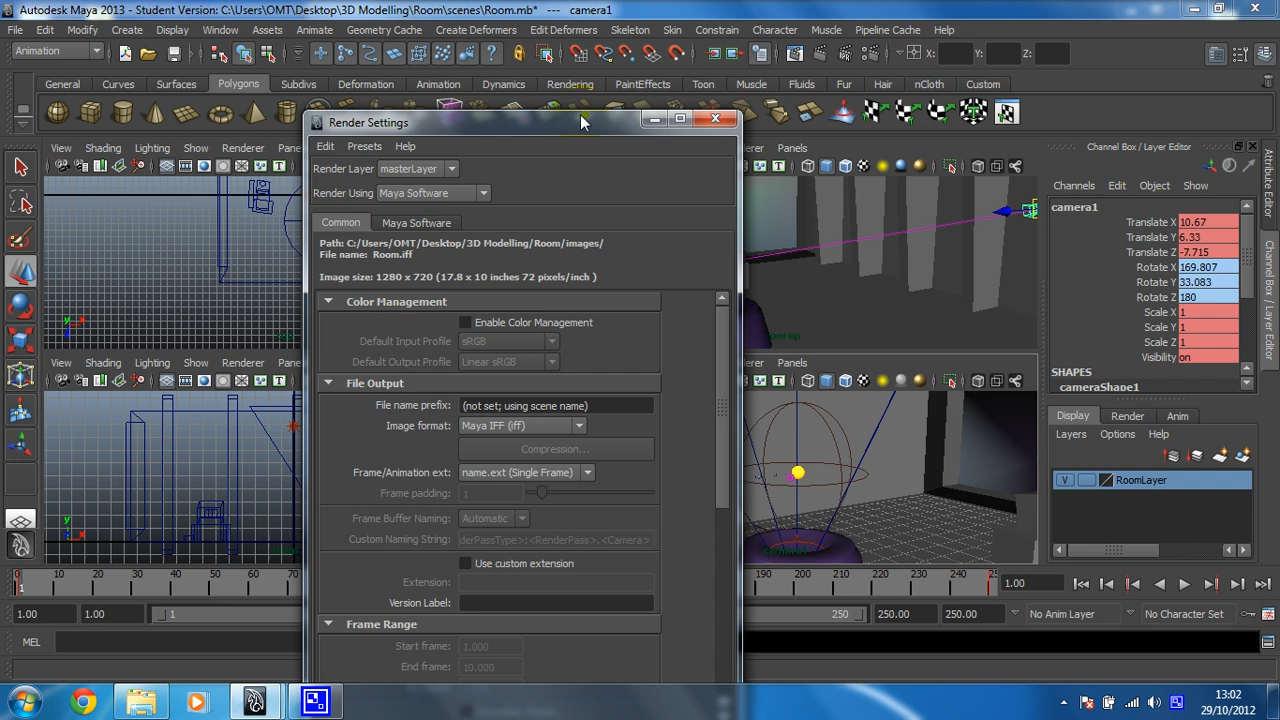 Autodesk Maya 2013 - Student Version: C:\Users\OMT\Desktop\3D Modelling\Room\scenes\Room.mb* --- camera1
File Edit Modify Create Display Window Assets Animate Geometry Cache Create Deformers Edit Deformers Skeleton Skin Constrain Character Muscle Pipeline Cache Help
Animation X: Y: Z:
General Curves Surfaces Polygons Subdivs Deformation Animation Dynamics Rendering PaintEffects Toon Muscle Fluids Fur Hair nCloth Custom
Render Settings
Edit Presets Help
Render Layer masterLayer
Render Using Maya Software
Common Maya Software
Path: C:/Users/OMT/Desktop/3D Modelling/Room/images/
File name: Room.iff
Image size: 1280 x 720 (17.8 x 10 inches 72 pixels/inch )
Color Management
Enable Color Management
Default Input Profile sRGB
Default Output Profile Linear sRGB
File Output
File name prefix: (not set; using scene name)
Image format: Maya IFF (iff)
Compression...
Frame/Animation ext: name.ext (Single Frame)
Frame padding: 1
Frame Buffer Naming: Automatic
Custom Naming String: derPassType>:<RenderPass>.<Camera>
Use custom extension
Extension:
Version Label:
Frame Range
Start frame: 1.000
End frame: 10.000
View Shading Lighting Show Renderer
Panels
View Shading Lighting Show Renderer
Panels
persp
Channel Box / Layer Editor
Channels Edit Object Show
camera1
Translate X 10.67
Translate Y 6.33
Translate Z -7.715
Rotate X 169.807
Rotate Y 33.083
Rotate Z 180
Scale X 1
Scale Y 1
Scale Z 1
Visibility on
SHAPES
cameraShape1
Display Render Anim
Layers Options Help
V RoomLayer
Attribute Editor
Channel Box / Layer Editor
0 10 20 30 40 50 60 70 190 200 210 220 230 240 25
1 1.00
1.00 1.00 1 250 250.00 250.00 No Anim Layer No Character Set
MEL
13:02
29/10/2012